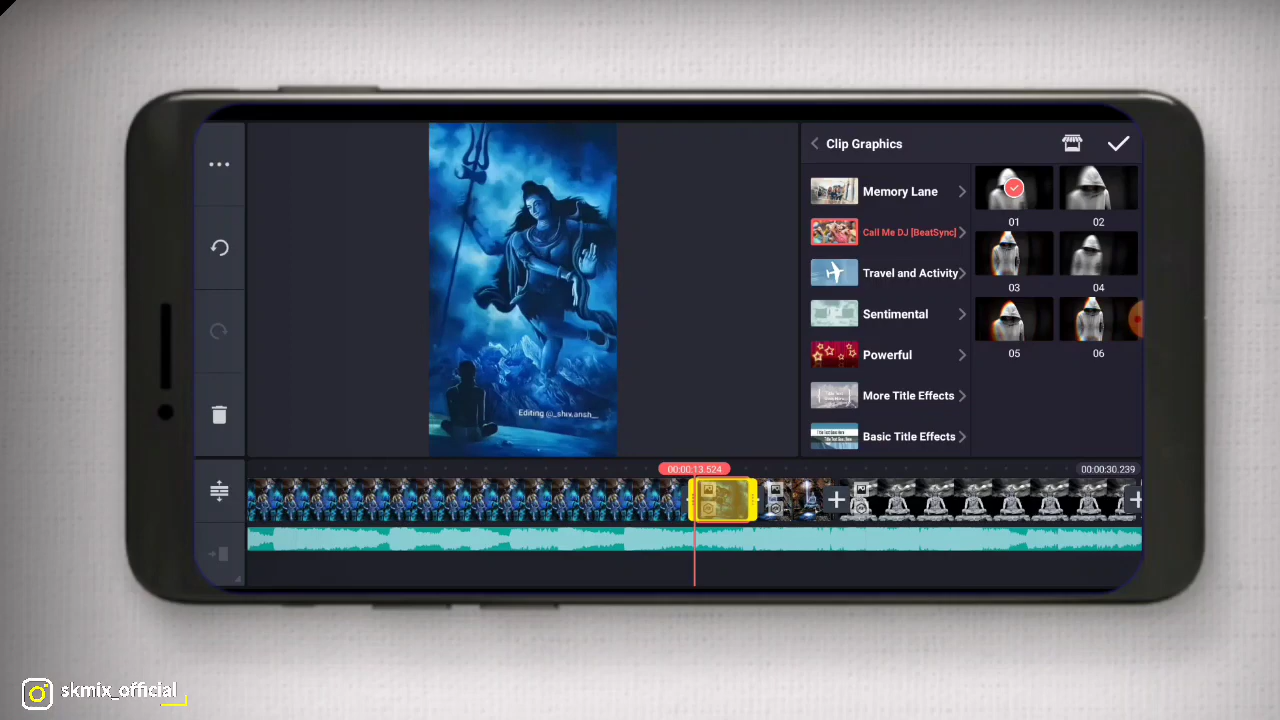 Clip Graphics
Memory Lane
Call Me DJ [BeatSync]
Travel and Activity
Sentimental
Powerful
More Title Effects
Basic Title Effects
01
02
03
04
05
06
Editing @_shiv.ansh_
00:00:13.524
00:00:30.239
skmix_official